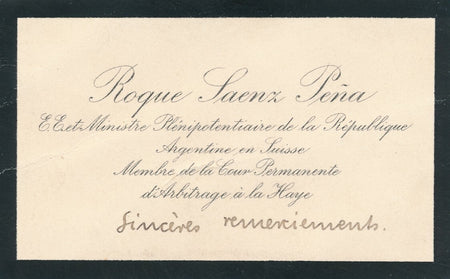 Roque Saenz Peña
E.E. et Ministre Plénipotentiaire de la République
Argentine en Suisse
Membre de la Cour Permanente
d'Arbitrage à la Haye
Sincères remerciements.